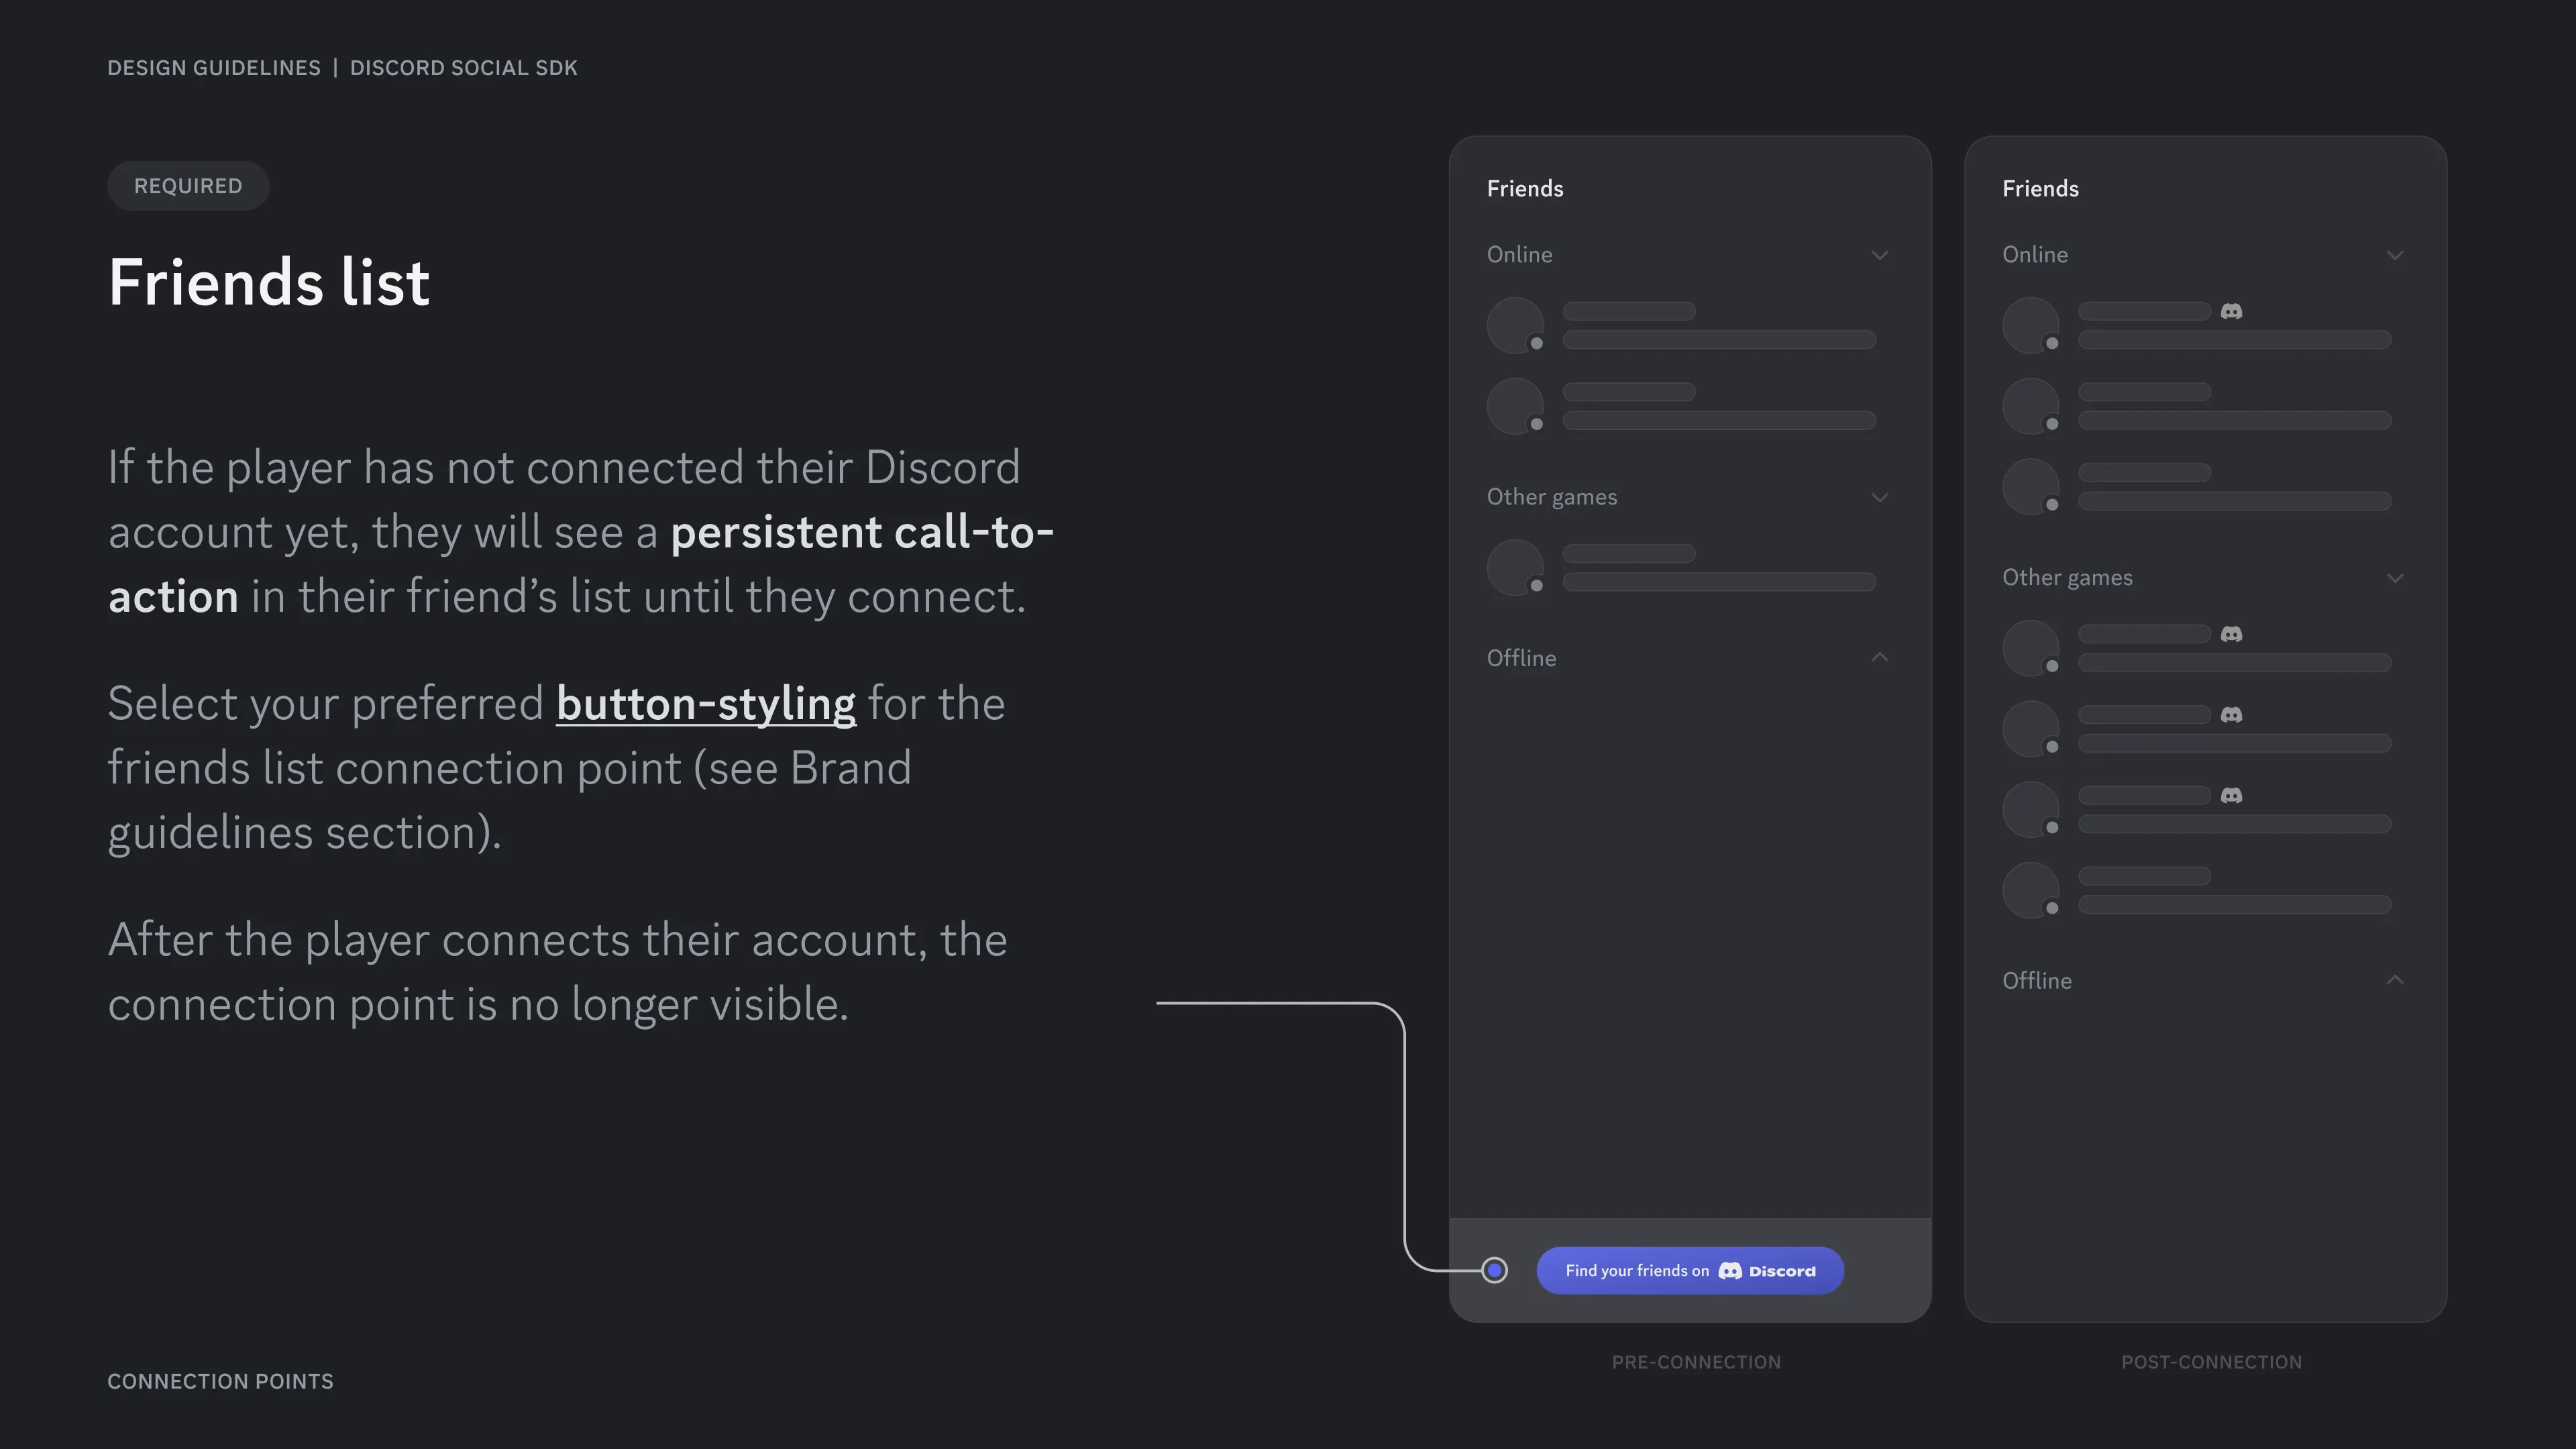 DESIGN GUIDELINES | DISCORD SOCIAL SDK
REQUIRED
Friends list
If the player has not connected their Discord
account yet, they will see a persistent call-to-
action in their friend’s list until they connect.
Select your preferred button-styling for the
friends list connection point (see Brand
guidelines section).
After the player connects their account, the
connection point is no longer visible.
CONNECTION POINTS
Friends
Online
Other games
Offline
Find your friends on Discord
PRE-CONNECTION
Friends
Online
Other games
Offline
POST-CONNECTION